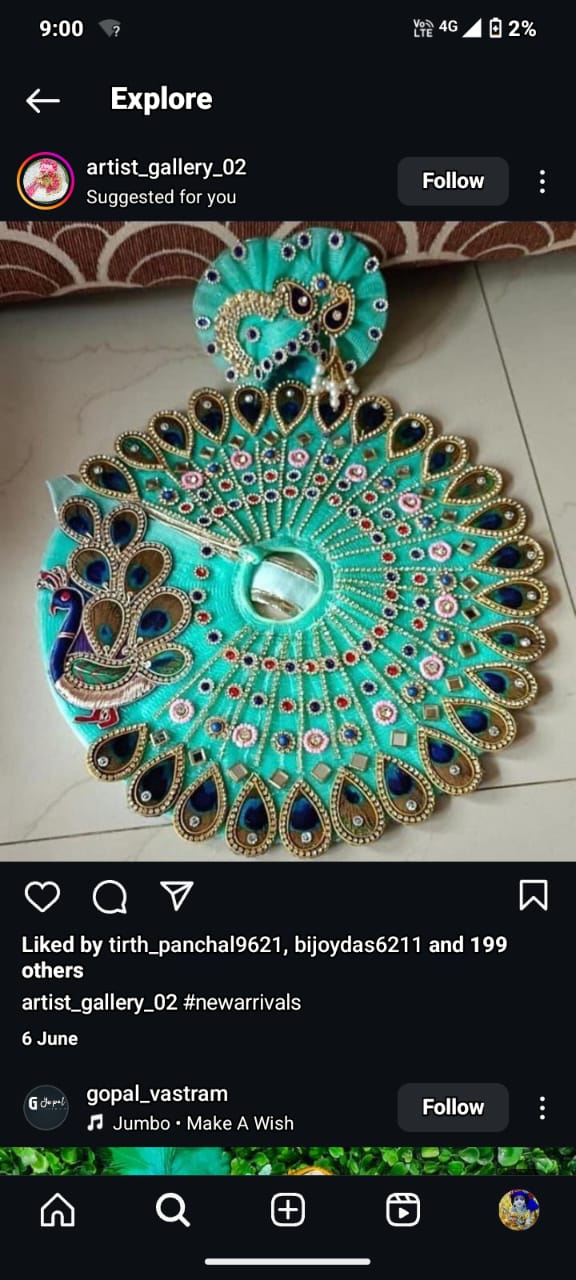 9:00
Vo LTE 4G 2%
Explore
artist_gallery_02
Follow
Suggested for you
Liked by tirth_panchal9621, bijoydas6211 and 199
others
artist_gallery_02 #newarrivals
6 June
gopal_vastram
G Gopal
Follow
Jumbo • Make A Wish